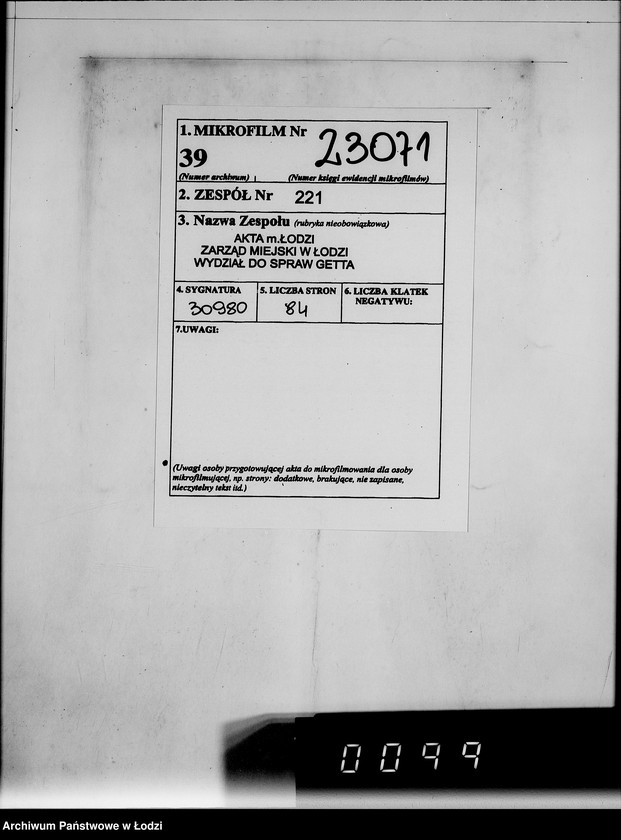 1. MIKROFILM Nr 23071
39
(Numer archiwum) (Numer księgi ewidencji mikrofilmów)
2. ZESPÓŁ Nr 221
3. Nazwa Zespołu (rubryka nieobowiązkowa)
AKTA m.ŁODZI
ZARZĄD MIEJSKI W ŁODZI
WYDZIAŁ DO SPRAW GETTA
4. SYGNATURA 5. LICZBA STRON 6. LICZBA KLATEK
NEGATYWU:
30980 84
7.UWAGI:
(Uwagi osoby przygotowującej akta do mikrofilmowania dla osoby
mikrofilmującej, np. strony: dodatkowe, brakujące, nie zapisane,
nieczytelny tekst itd.)
0099
Archiwum Państwowe w Łodzi